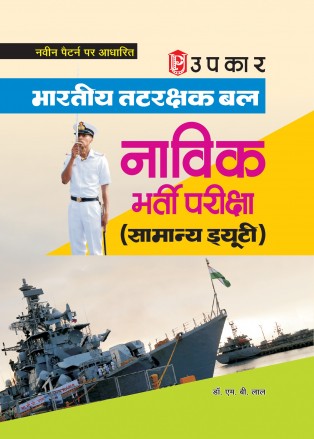 नवीन पैटर्न पर आधारित
उपकार
भारतीय तटरक्षक बल
नाविक
भर्ती परीक्षा
(सामान्य ड्यूटी)
डॉ. एम. बी. लाल